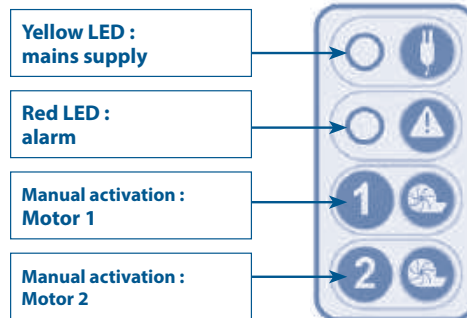 Yellow LED :
mains supply
Red LED :
alarm
Manual activation :
Motor 1
1
Manual activation :
Motor 2
2